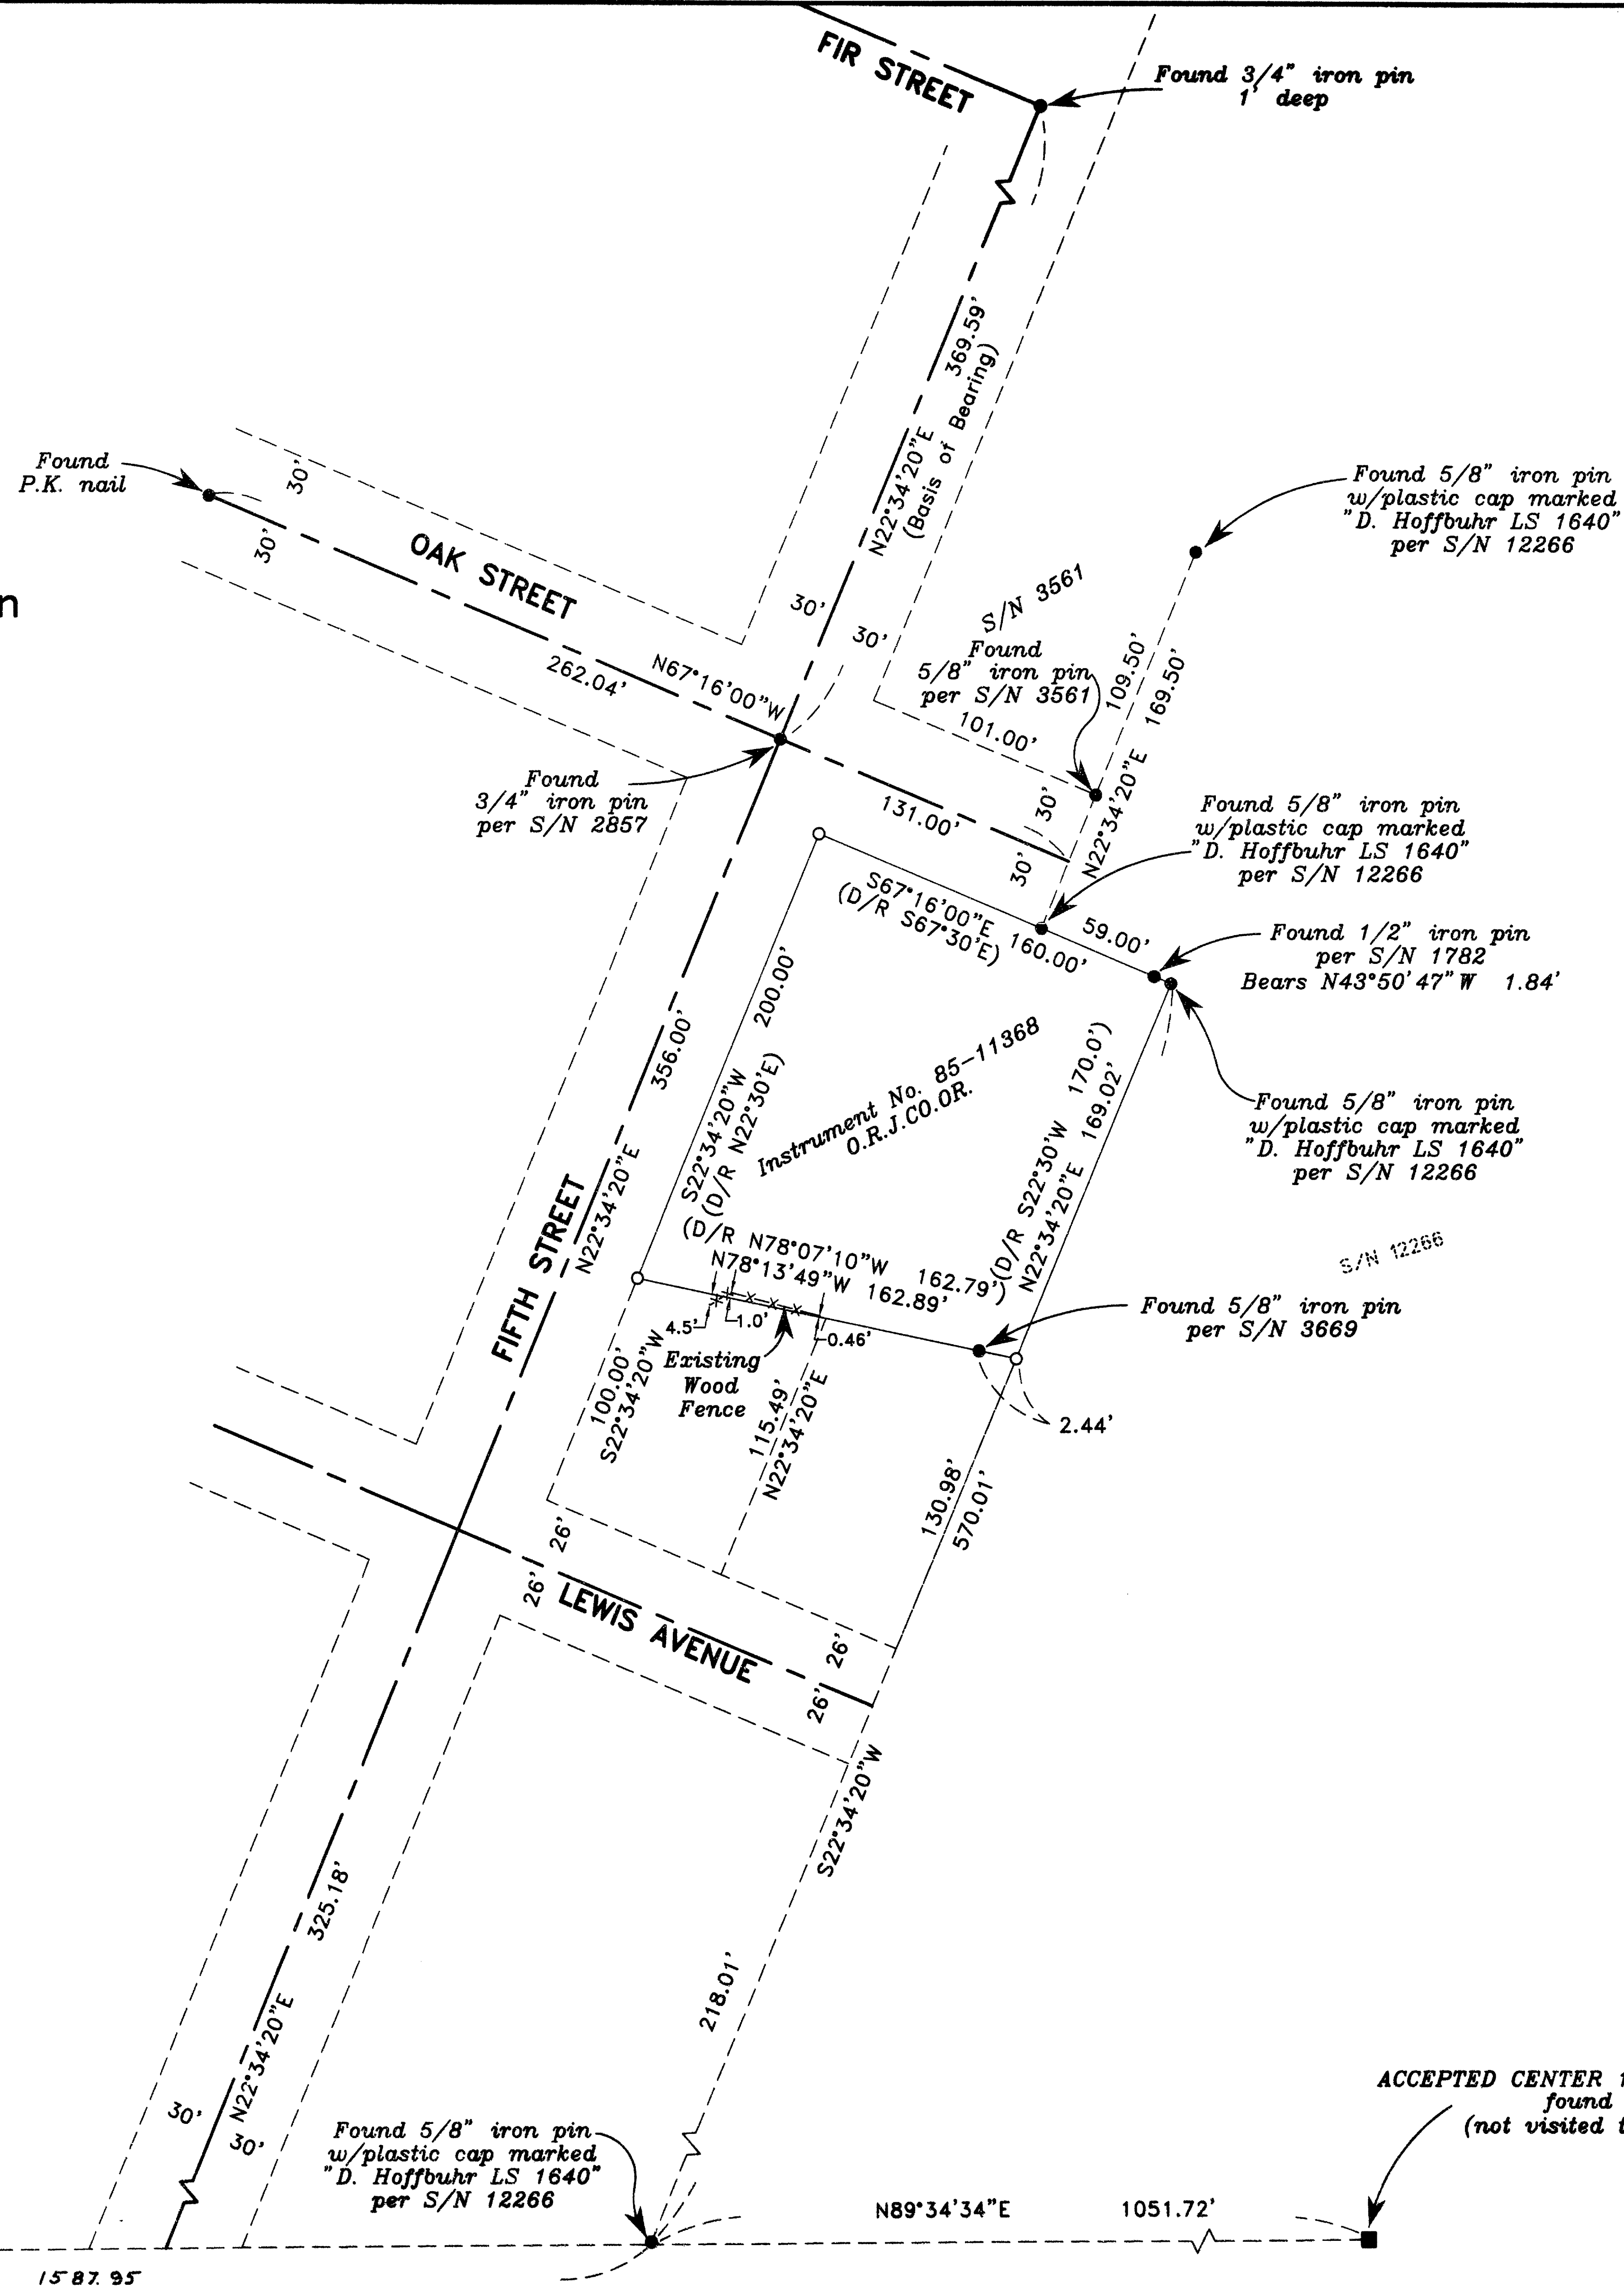 FIR STREET
Found 3/4" iron pin
1' deep
N22°34'20"E 369.59'
(Basis of Bearing)
Found
P.K. nail
30'
30'
OAK STREET
262.04'
N67°16'00"W
n
30'
30'
S/N 3561
Found
5/8" iron pin
per S/N 3561
101.00'
109.50'
169.50'
N22°34'20"E
Found 5/8" iron pin
w/plastic cap marked
"D. Hoffbuhr LS 1640"
per S/N 12266
Found
3/4" iron pin
per S/N 2857
131.00'
30'
30'
Found 5/8" iron pin
w/plastic cap marked
"D. Hoffbuhr LS 1640"
per S/N 12266
S67°16'00"E 160.00'
(D/R S67°30'E)
59.00'
Found 1/2" iron pin
per S/N 1782
Bears N43°50'47"W 1.84'
Found 5/8" iron pin
w/plastic cap marked
"D. Hoffbuhr LS 1640"
per S/N 12266
356.00'
N22°34'20"E
FIFTH STREET
S22°34'20"W 200.00'
(D/R N22°30'E)
Instrument No. 85-11368
O.R.J.CO.OR.
(D/R S22°30'W 170.0')
N22°34'20"E 169.02'
(D/R N78°07'10"W 162.79')
N78°13'49"W 162.89'
S/N 12266
Found 5/8" iron pin
per S/N 3669
4.5'
1.0'
0.46'
Existing
Wood
Fence
100.00'
S22°34'20"W
115.49'
N22°34'20"E
2.44'
130.98'
570.01'
26'
26'
LEWIS AVENUE
26'
26'
S22°34'20"W
218.01'
325.18'
N22°34'20"E
30'
30'
Found 5/8" iron pin
w/plastic cap marked
"D. Hoffbuhr LS 1640"
per S/N 12266
N89°34'34"E 1051.72'
ACCEPTED CENTER
found
(not visited
1587.95